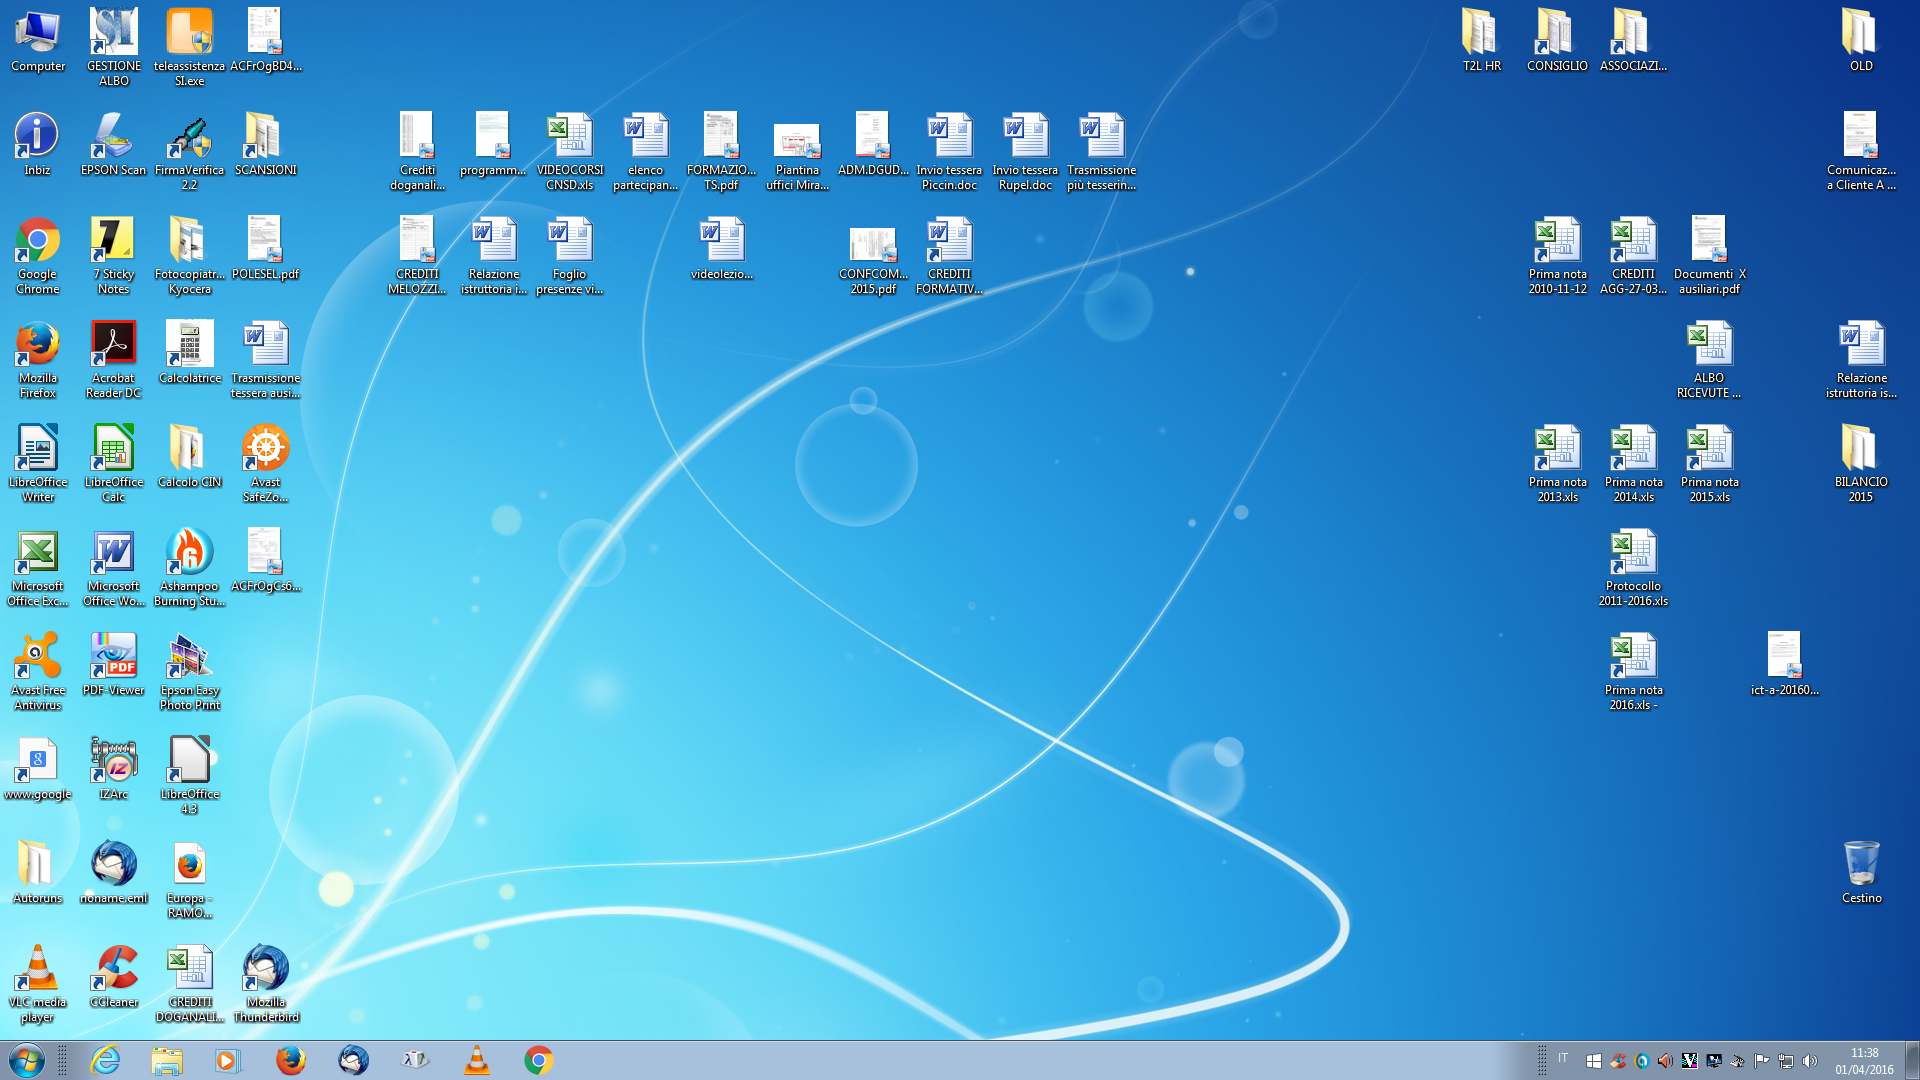 Computer
GESTIONE
ALBO
teleassistenza
SI.exe
ACFrOgBD4...
T2L HR
CONSIGLIO
ASSOCIAZI...
OLD
Inbiz
EPSON Scan
FirmaVerifica
2.2
SCANSIONI
Crediti
doganali...
programm...
VIDEOCORSI
CNSD.xls
elenco
partecipan...
FORMAZIO...
TS.pdf
Piantina
uffici Mira...
ADM.DGUD...
Invio tessera
Piccin.doc
Invio tessera
Rupel.doc
Trasmissione
più tesserin...
Comunicaz...
a Cliente A ...
Google
Chrome
7 Sticky
Notes
Fotocopiatr...
Kyocera
POLESEL.pdf
CREDITI
MELOZZI...
Relazione
istruttoria i...
Foglio
presenze vi...
videolezio...
CONFCOM...
2015.pdf
CREDITI
FORMATIV...
Prima nota
2010-11-12
CREDITI
AGG-27-03...
Documenti X
ausiliari.pdf
Mozilla
Firefox
Acrobat
Reader DC
Calcolatrice
Trasmissione
tessera ausi...
ALBO
RICEVUTE ...
Relazione
istruttoria is...
LibreOffice
Writer
LibreOffice
Calc
Calcolo CIN
Avast
SafeZo...
Prima nota
2013.xls
Prima nota
2014.xls
Prima nota
2015.xls
BILANCIO
2015
Microsoft
Office Exc...
Microsoft
Office Wo...
Ashampoo
Burning Stu...
ACFrOgCs6...
Protocollo
2011-2016.xls
Avast Free
Antivirus
PDF-Viewer
Epson Easy
Photo Print
Prima nota
2016.xls -
ict-a-20160...
www.google
IZArc
LibreOffice
4.3
Autoruns
noname.eml
Europa -
RAMO...
Cestino
VLC media
player
CCleaner
CREDITI
DOGANALI...
Mozilla
Thunderbird
IT
11:38
01/04/2016